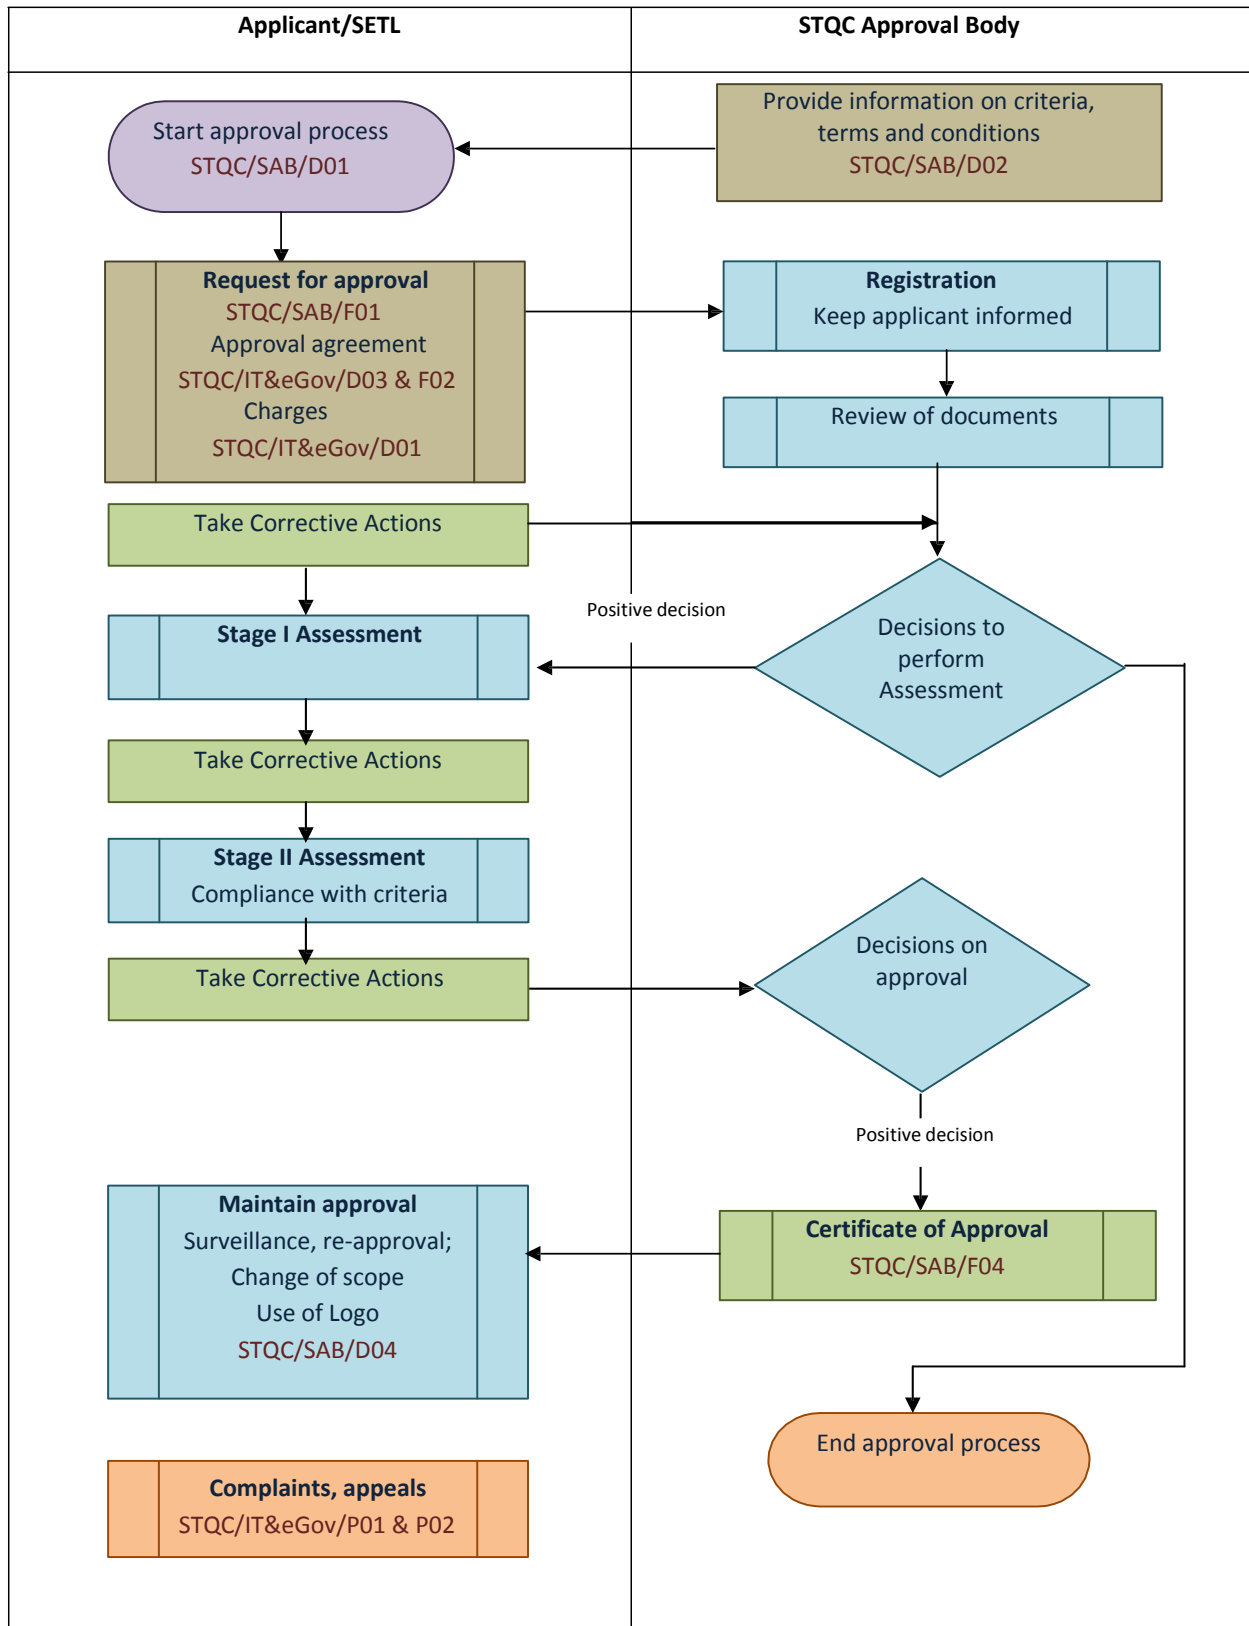 Applicant/SETL
STQC Approval Body
Start approval process
STQC/SAB/D01
Provide information on criteria,
terms and conditions
STQC/SAB/D02
Request for approval
STQC/SAB/F01
Approval agreement
STQC/IT&eGov/D03 & F02
Charges
STQC/IT&eGov/D01
Registration
Keep applicant informed
Review of documents
Take Corrective Actions
Positive decision
Decisions to
perform
Assessment
Stage I Assessment
Take Corrective Actions
Stage II Assessment
Compliance with criteria
Take Corrective Actions
Decisions on
approval
Positive decision
Certificate of Approval
STQC/SAB/F04
Maintain approval
Surveillance, re-approval;
Change of scope
Use of Logo
STQC/SAB/D04
End approval process
Complaints, appeals
STQC/IT&eGov/P01 & P02